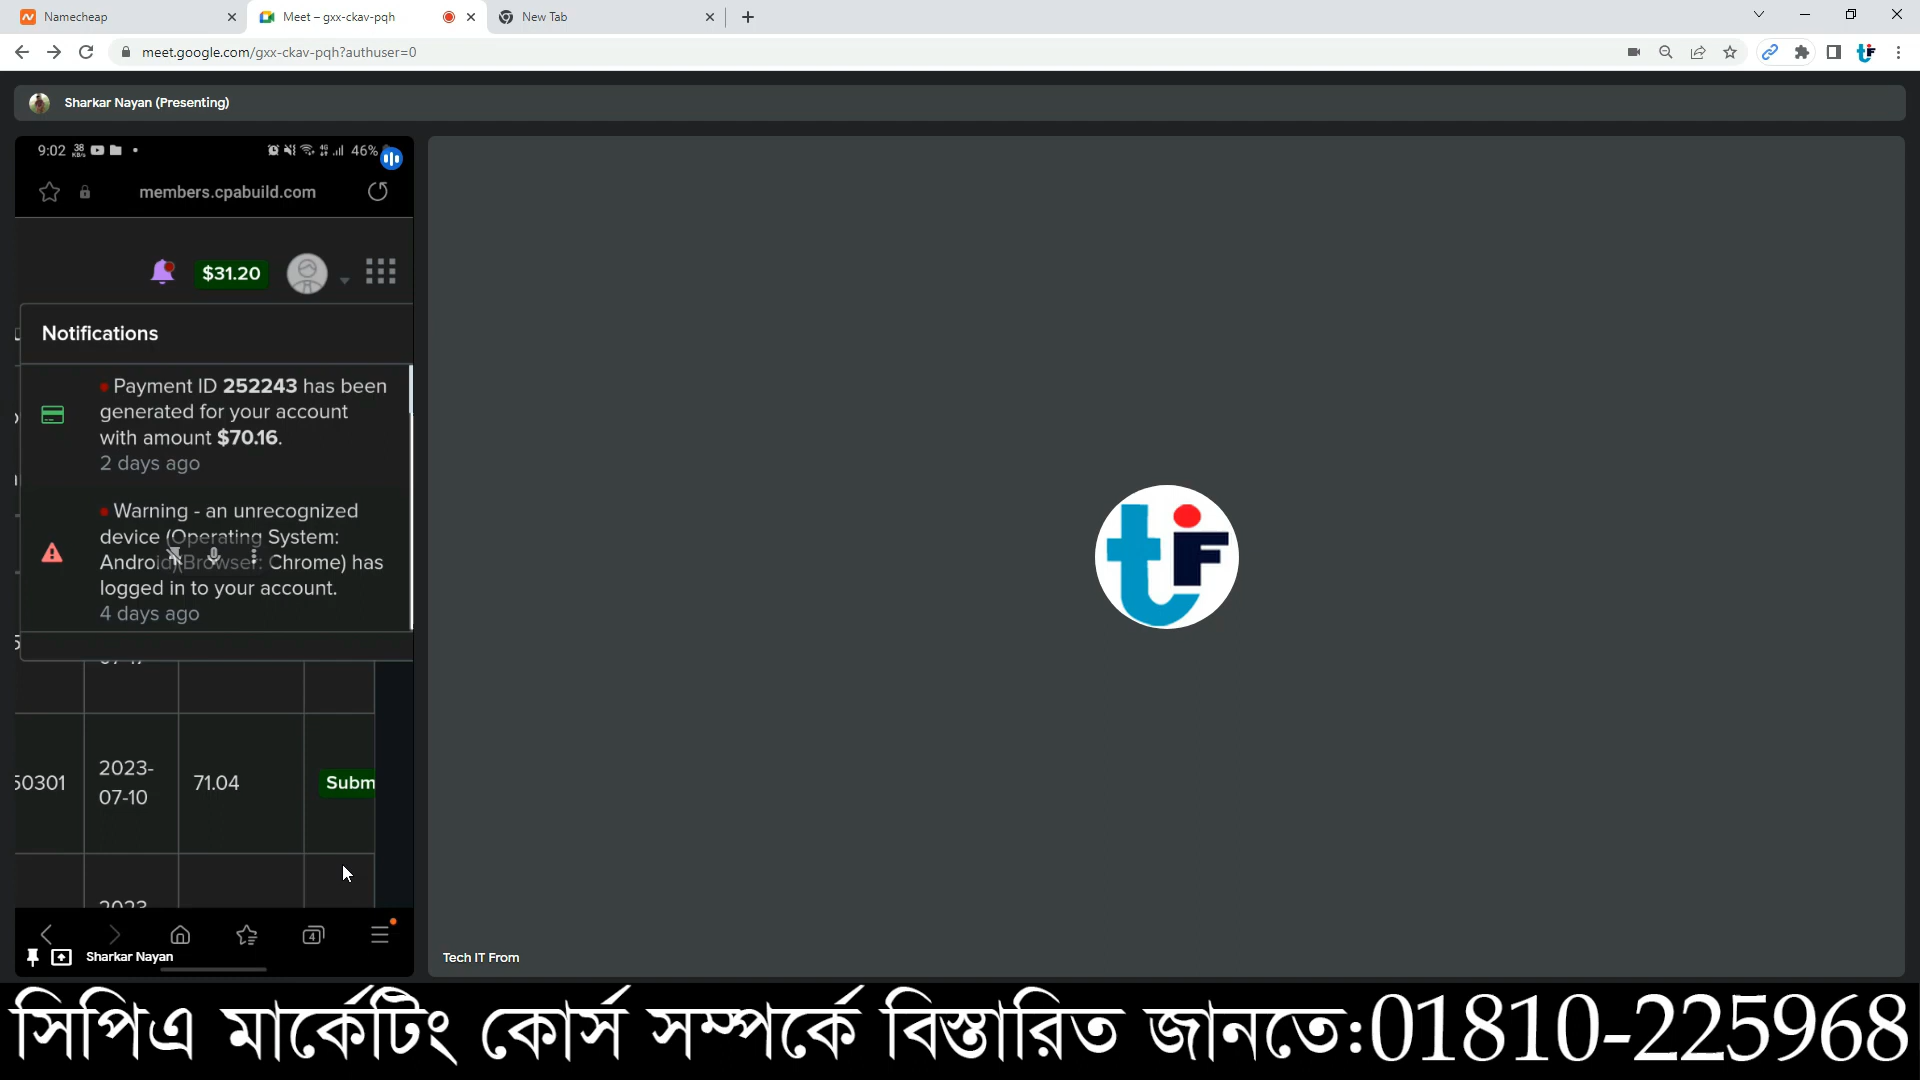 Namecheap
Meet – gxx-ckav-pqh
New Tab
meet.google.com/gxx-ckav-pqh?authuser=0
Sharkar Nayan (Presenting)
9:02 38 KB/s 46%
members.cpabuild.com
$31.20
Notifications
Payment ID 252243 has been
generated for your account
with amount $70.16.
2 days ago
Warning - an unrecognized
device (Operating System:
Android)(Browser: Chrome) has
logged in to your account.
4 days ago
50301
2023-
07-10
71.04
Subm
4
Sharkar Nayan
tiF
Tech IT From
সিপিএ মার্কেটিং কোর্স সম্পর্কে বিস্তারিত জানতে:01810-225968